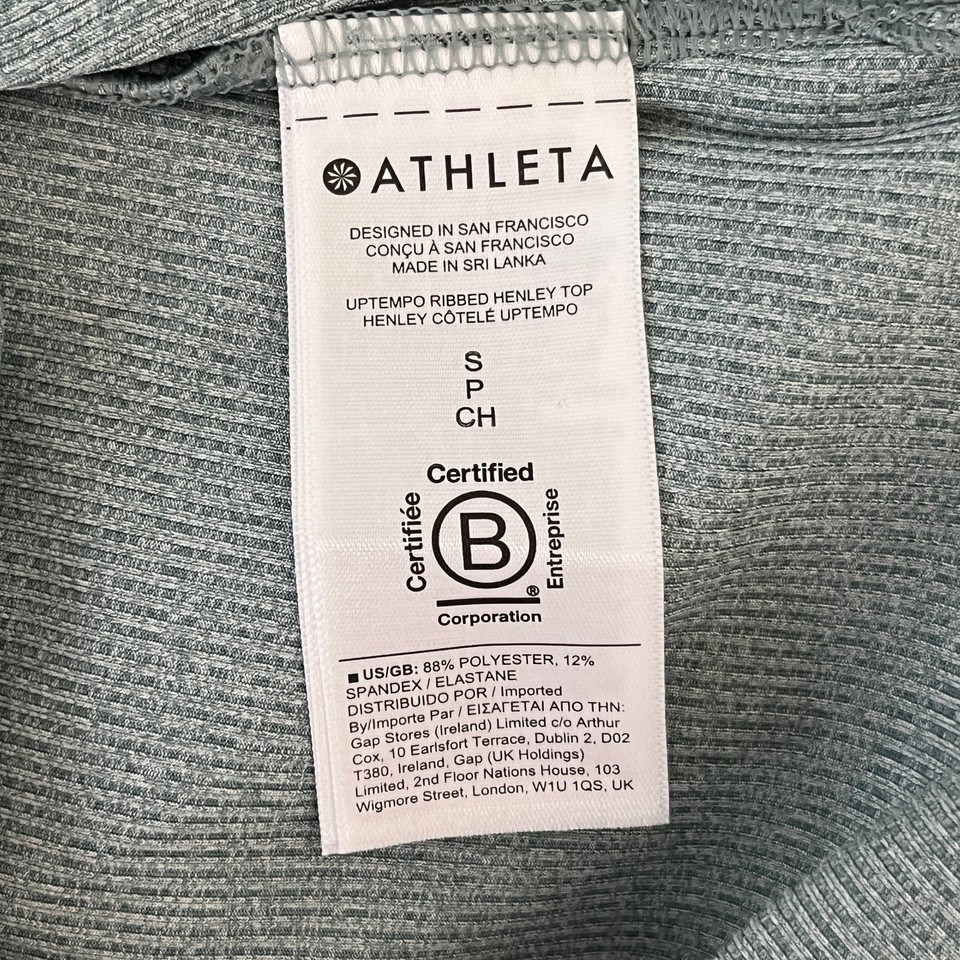 ATHLETA
DESIGNED IN SAN FRANCISCO
CONÇU À SAN FRANCISCO
MADE IN SRI LANKA
UPTEMPO RIBBED HENLEY TOP
HENLEY CÔTELÉ UPTEMPO
S
P
CH
Certified
Certifiée
B
Entreprise
®
Corporation
■ US/GB: 88% POLYESTER, 12%
SPANDEX / ELASTANE
DISTRIBUIDO POR / Imported
By/Importe Par / ΕΙΣΑΓΕΤΑΙ ΑΠΟ ΤΗΝ:
Gap Stores (Ireland) Limited c/o Arthur
Cox, 10 Earlsfort Terrace, Dublin 2, D02
T380, Ireland, Gap (UK Holdings)
Limited, 2nd Floor Nations House, 103
Wigmore Street, London, W1U 1QS, UK